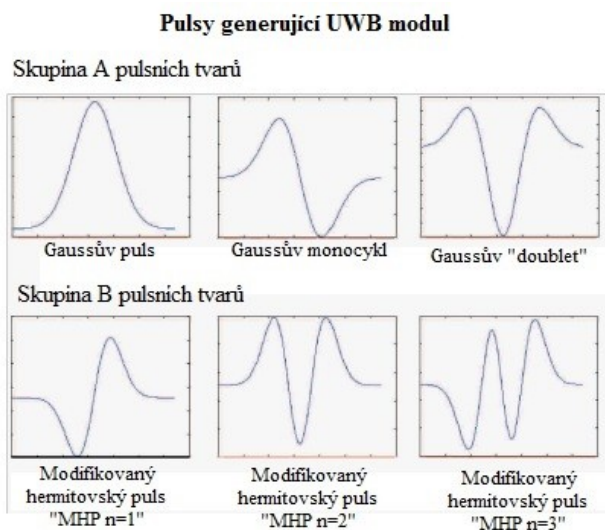 Pulsy generující UWB modul
Skupina A pulsních tvarů
Gaussův puls
Gaussův monocykl
Gaussův "doublet"
Skupina B pulsních tvarů
Modifikovaný
hermitovský puls
"MHP n=1"
Modifikovaný
hermitovský puls
"MHP n=2"
Modifikovaný
hermitovský puls
"MHP n=3"